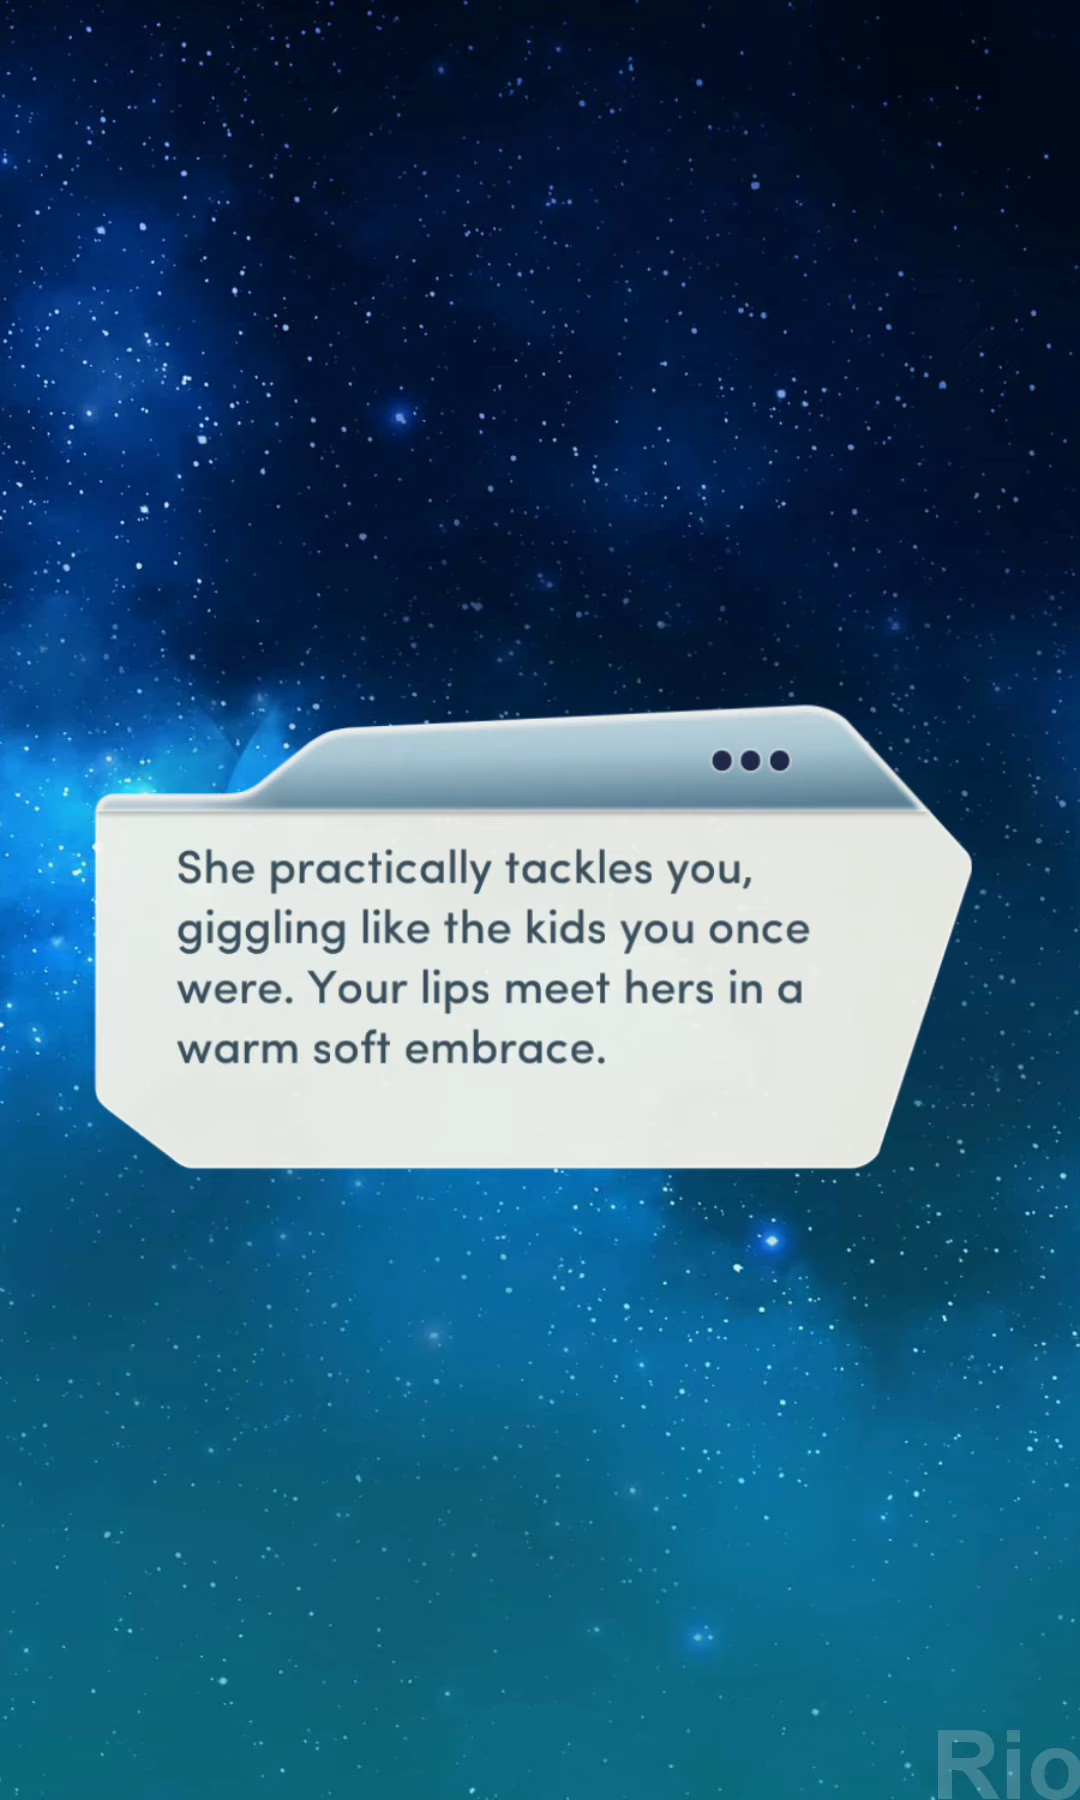 She practically tackles you,
giggling like the kids you once
were. Your lips meet hers in a
warm soft embrace.
Rio